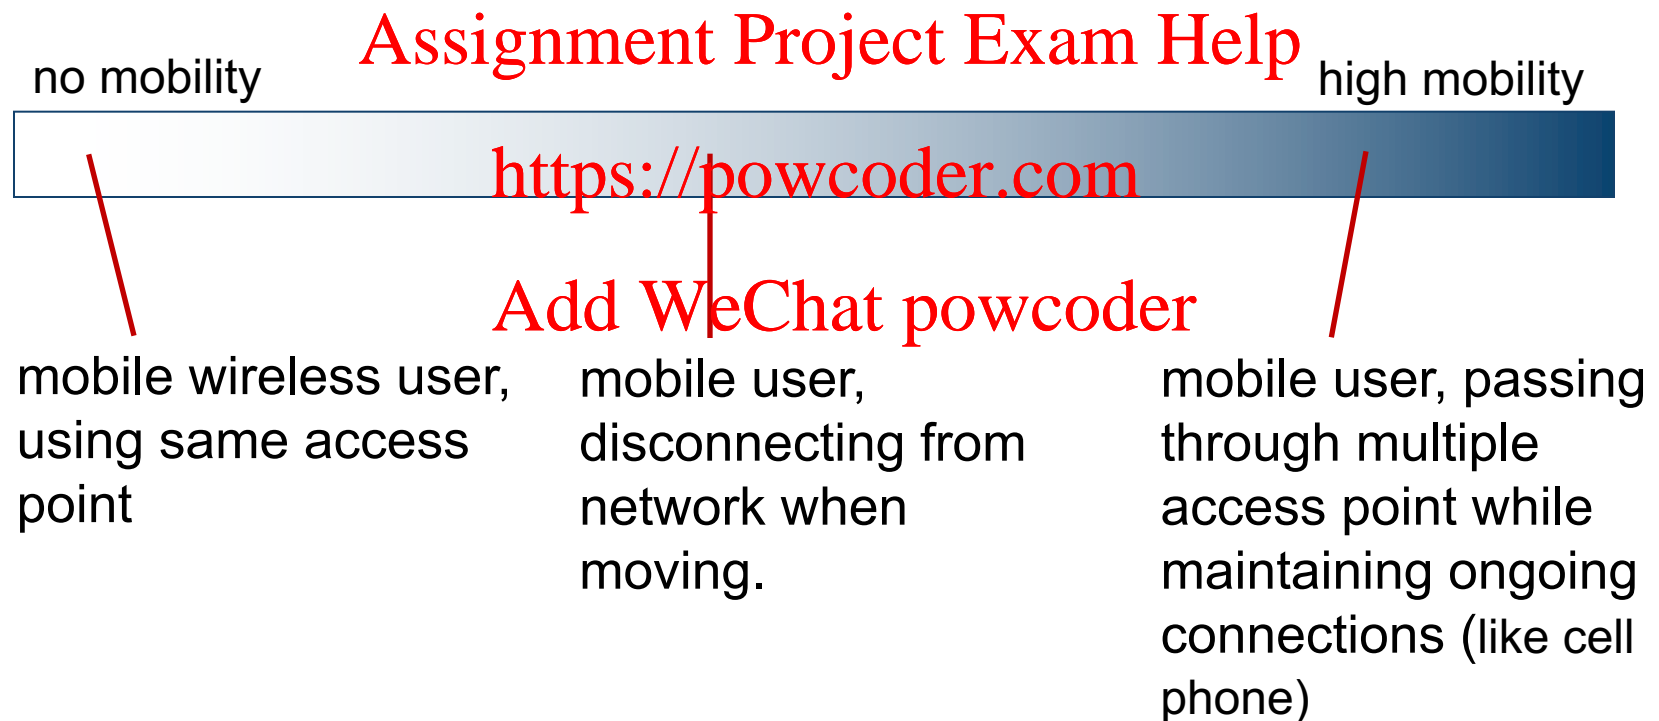 Assignment Project Exam Help
no mobility
high mobility
https://powcoder.com
Add WeChat powcoder
mobile wireless user,
using same access
point
mobile user,
disconnecting from
network when
moving.
mobile user, passing
through multiple
access point while
maintaining ongoing
connections (like cell
phone)